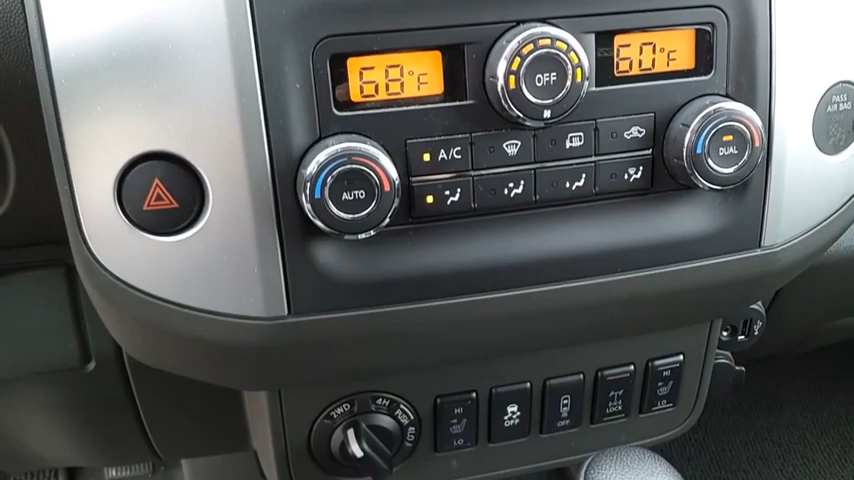 68°F
OFF
60°F
PASS
AIR BAG
A/C
AUTO
DUAL
2WD
4H
PUSH
4LO
HI
LO
OFF
OFF
LOCK
HI
LO